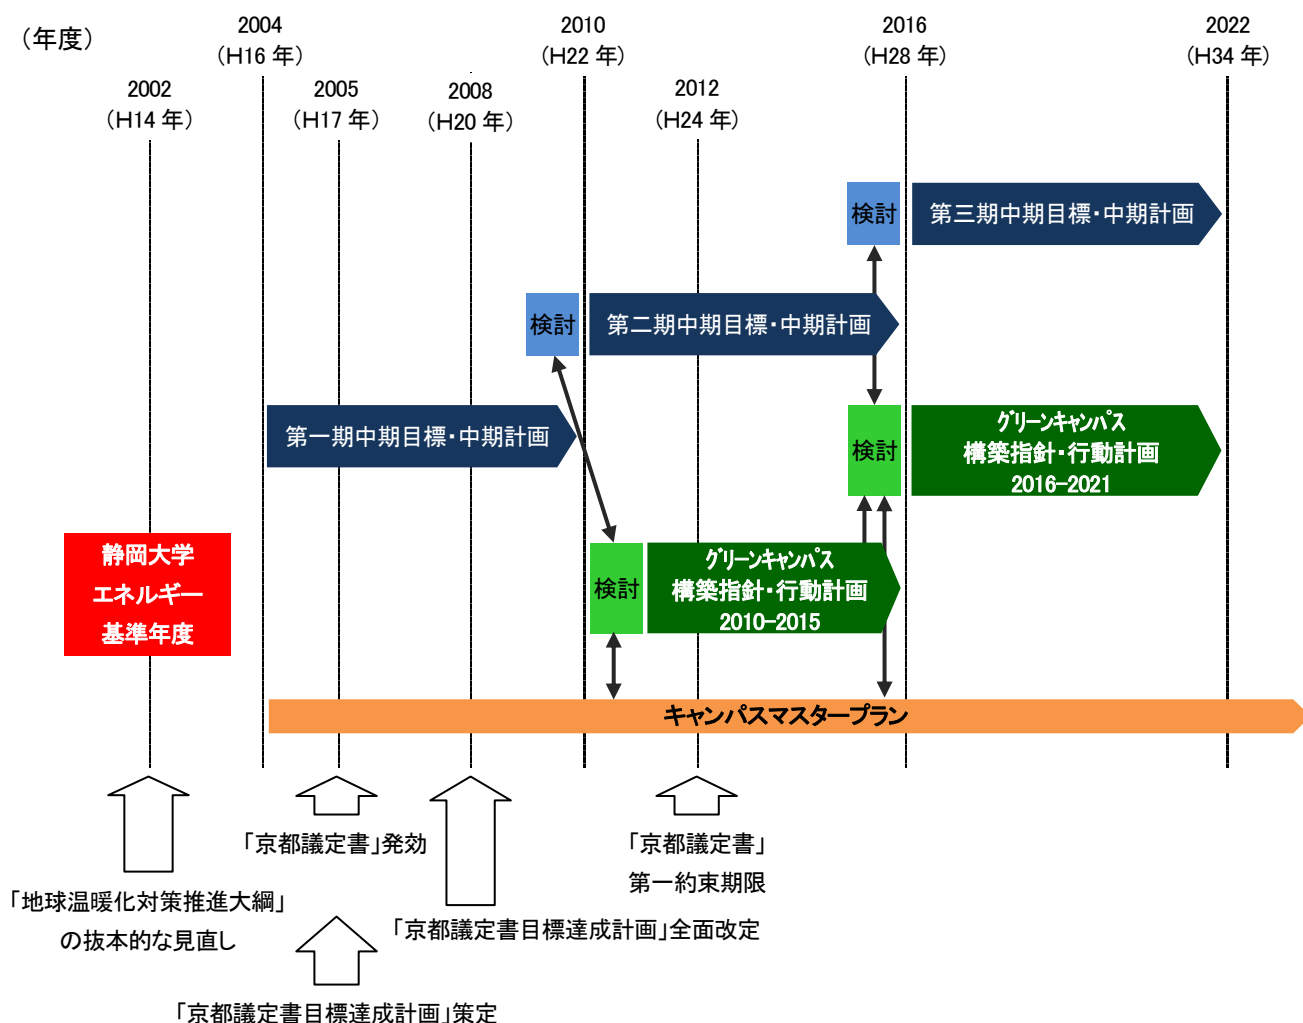 （年度）
2004
（H16 年）
2010
（H22 年）
2016
（H28 年）
2022
（H34 年）
2002
（H14 年）
2005
（H17 年）
2008
（H20 年）
2012
（H24 年）
検討
第三期中期目標・中期計画
検討
第二期中期目標・中期計画
第一期中期目標・中期計画
検討
グリーンキャンパス
構築指針・行動計画
2016-2021
静岡大学
エネルギー
基準年度
検討
グリーンキャンパス
構築指針・行動計画
2010-2015
キャンパスマスタープラン
「京都議定書」発効
「京都議定書」
第一約束期限
「地球温暖化対策推進大綱」
の抜本的な見直し
「京都議定書目標達成計画」全面改定
「京都議定書目標達成計画」策定